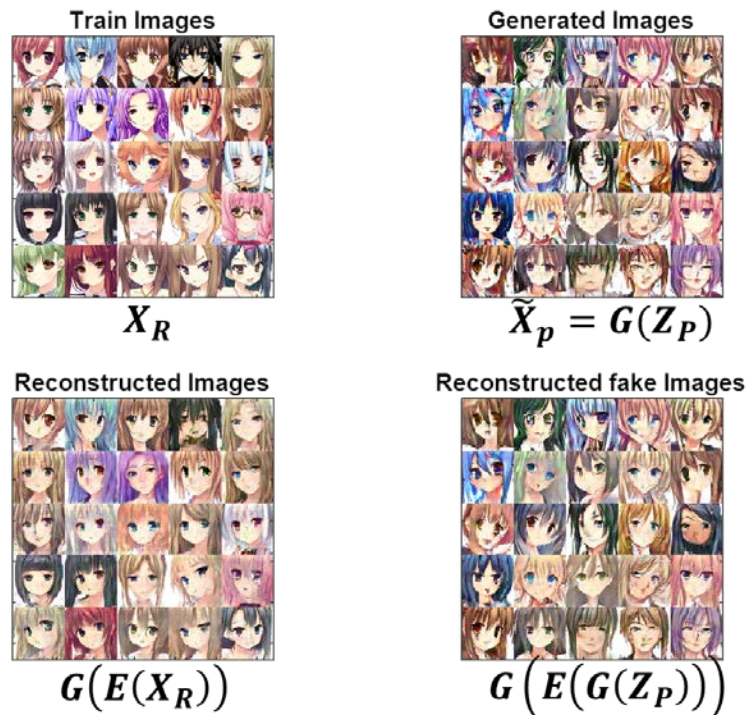 Train Images
Generated Images
X_R
X̃_p = G(Z_P)
Reconstructed Images
Reconstructed fake Images
G(E(X_R))
G(E(G(Z_P)))